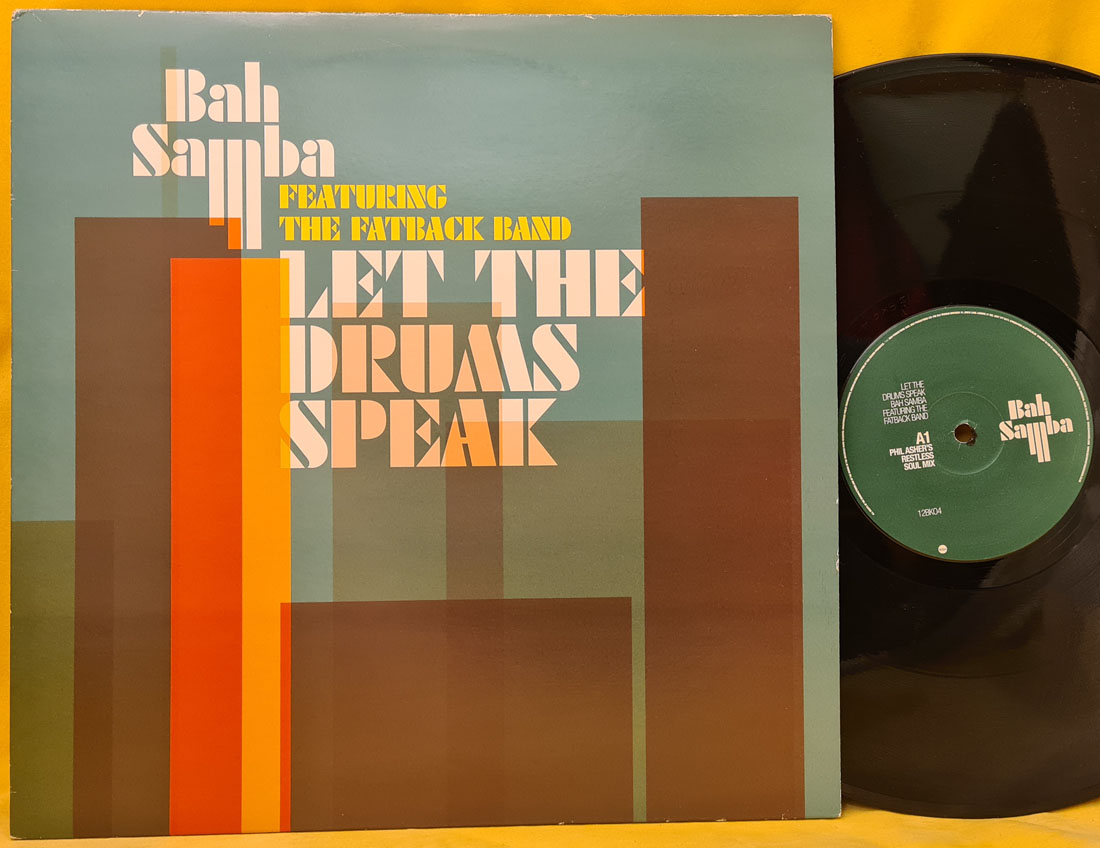 Bah
Samba
FEATURING
THE FATBACK BAND
LET THE
DRUMS
SPEAK
LET THE
DRUMS SPEAK
BAH SAMBA
FEATURING THE
FATBACK BAND
A1
PHIL ASHER'S
RESTLESS
SOUL MIX
12BK04
Bah
Samba